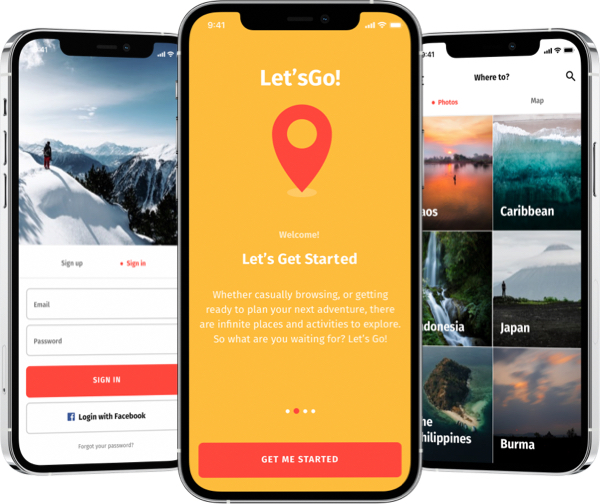 9:41
Sign up
Sign in
Email
Password
SIGN IN
Login with Facebook
Forgot your password?
9:41
Let'sGo!
Welcome!
Let's Get Started
Whether casually browsing, or getting
ready to plan your next adventure, there
are infinite places and activities to explore.
So what are you waiting for? Let's Go!
GET ME STARTED
9:41
Where to?
Photos
Map
aos
Caribbean
donesia
Japan
he
hilippines
Burma